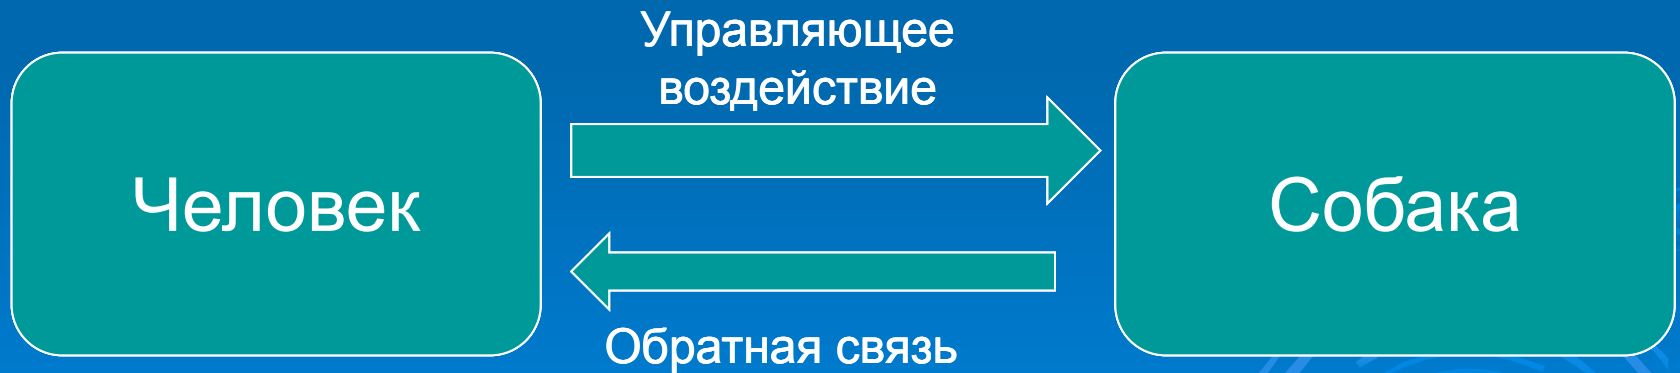 Управляющее
воздействие
Человек
Собака
Обратная связь